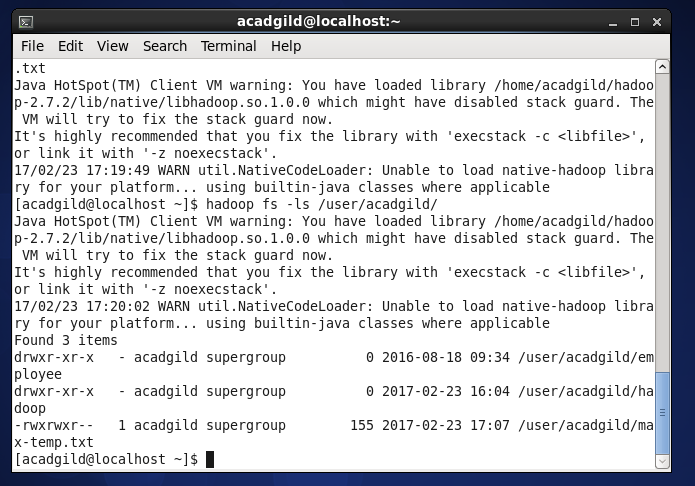 acadgild@localhost:~
File Edit View Search Terminal Help
.txt
Java HotSpot(TM) Client VM warning: You have loaded library /home/acadgild/hadoo
p-2.7.2/lib/native/libhadoop.so.1.0.0 which might have disabled stack guard. The
 VM will try to fix the stack guard now.
It's highly recommended that you fix the library with 'execstack -c <libfile>',
or link it with '-z noexecstack'.
17/02/23 17:19:49 WARN util.NativeCodeLoader: Unable to load native-hadoop libra
ry for your platform... using builtin-java classes where applicable
[acadgild@localhost ~]$ hadoop fs -ls /user/acadgild/
Java HotSpot(TM) Client VM warning: You have loaded library /home/acadgild/hadoo
p-2.7.2/lib/native/libhadoop.so.1.0.0 which might have disabled stack guard. The
 VM will try to fix the stack guard now.
It's highly recommended that you fix the library with 'execstack -c <libfile>',
or link it with '-z noexecstack'.
17/02/23 17:20:02 WARN util.NativeCodeLoader: Unable to load native-hadoop libra
ry for your platform... using builtin-java classes where applicable
Found 3 items
drwxr-xr-x   - acadgild supergroup          0 2016-08-18 09:34 /user/acadgild/em
ployee
drwxr-xr-x   - acadgild supergroup          0 2017-02-23 16:04 /user/acadgild/ha
doop
-rwxrwxr--   1 acadgild supergroup        155 2017-02-23 17:07 /user/acadgild/ma
x-temp.txt
[acadgild@localhost ~]$